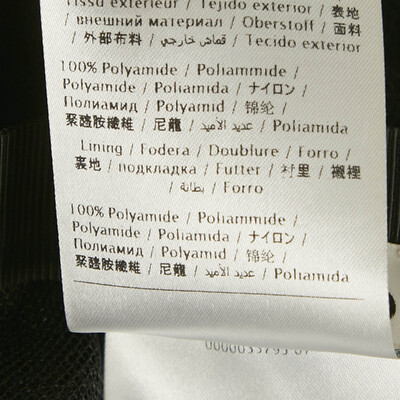 Tissu extérieur / Tejido exterior / 表地
/ внешний материал / Oberstoff / 面料
/ 外部布料 / قماش خارجي / Tecido exterior
100% Polyamide / Poliammide /
Polyamide / Poliamida / ナイロン /
Полиамид / Polyamid / 锦纶 /
聚醯胺纖維 / 尼龍 / عديد الأميد / Poliamida
Lining / Fodera / Doublure / Forro /
裏地 / подкладка / Futter / 衬里 / 襯裡
/ بطانة / Forro
100% Polyamide / Poliammide /
Polyamide / Poliamida / ナイロン /
Полиамид / Polyamid / 锦纶 /
聚醯胺纖維 / 尼龍 / عديد الأميد / Poliamida